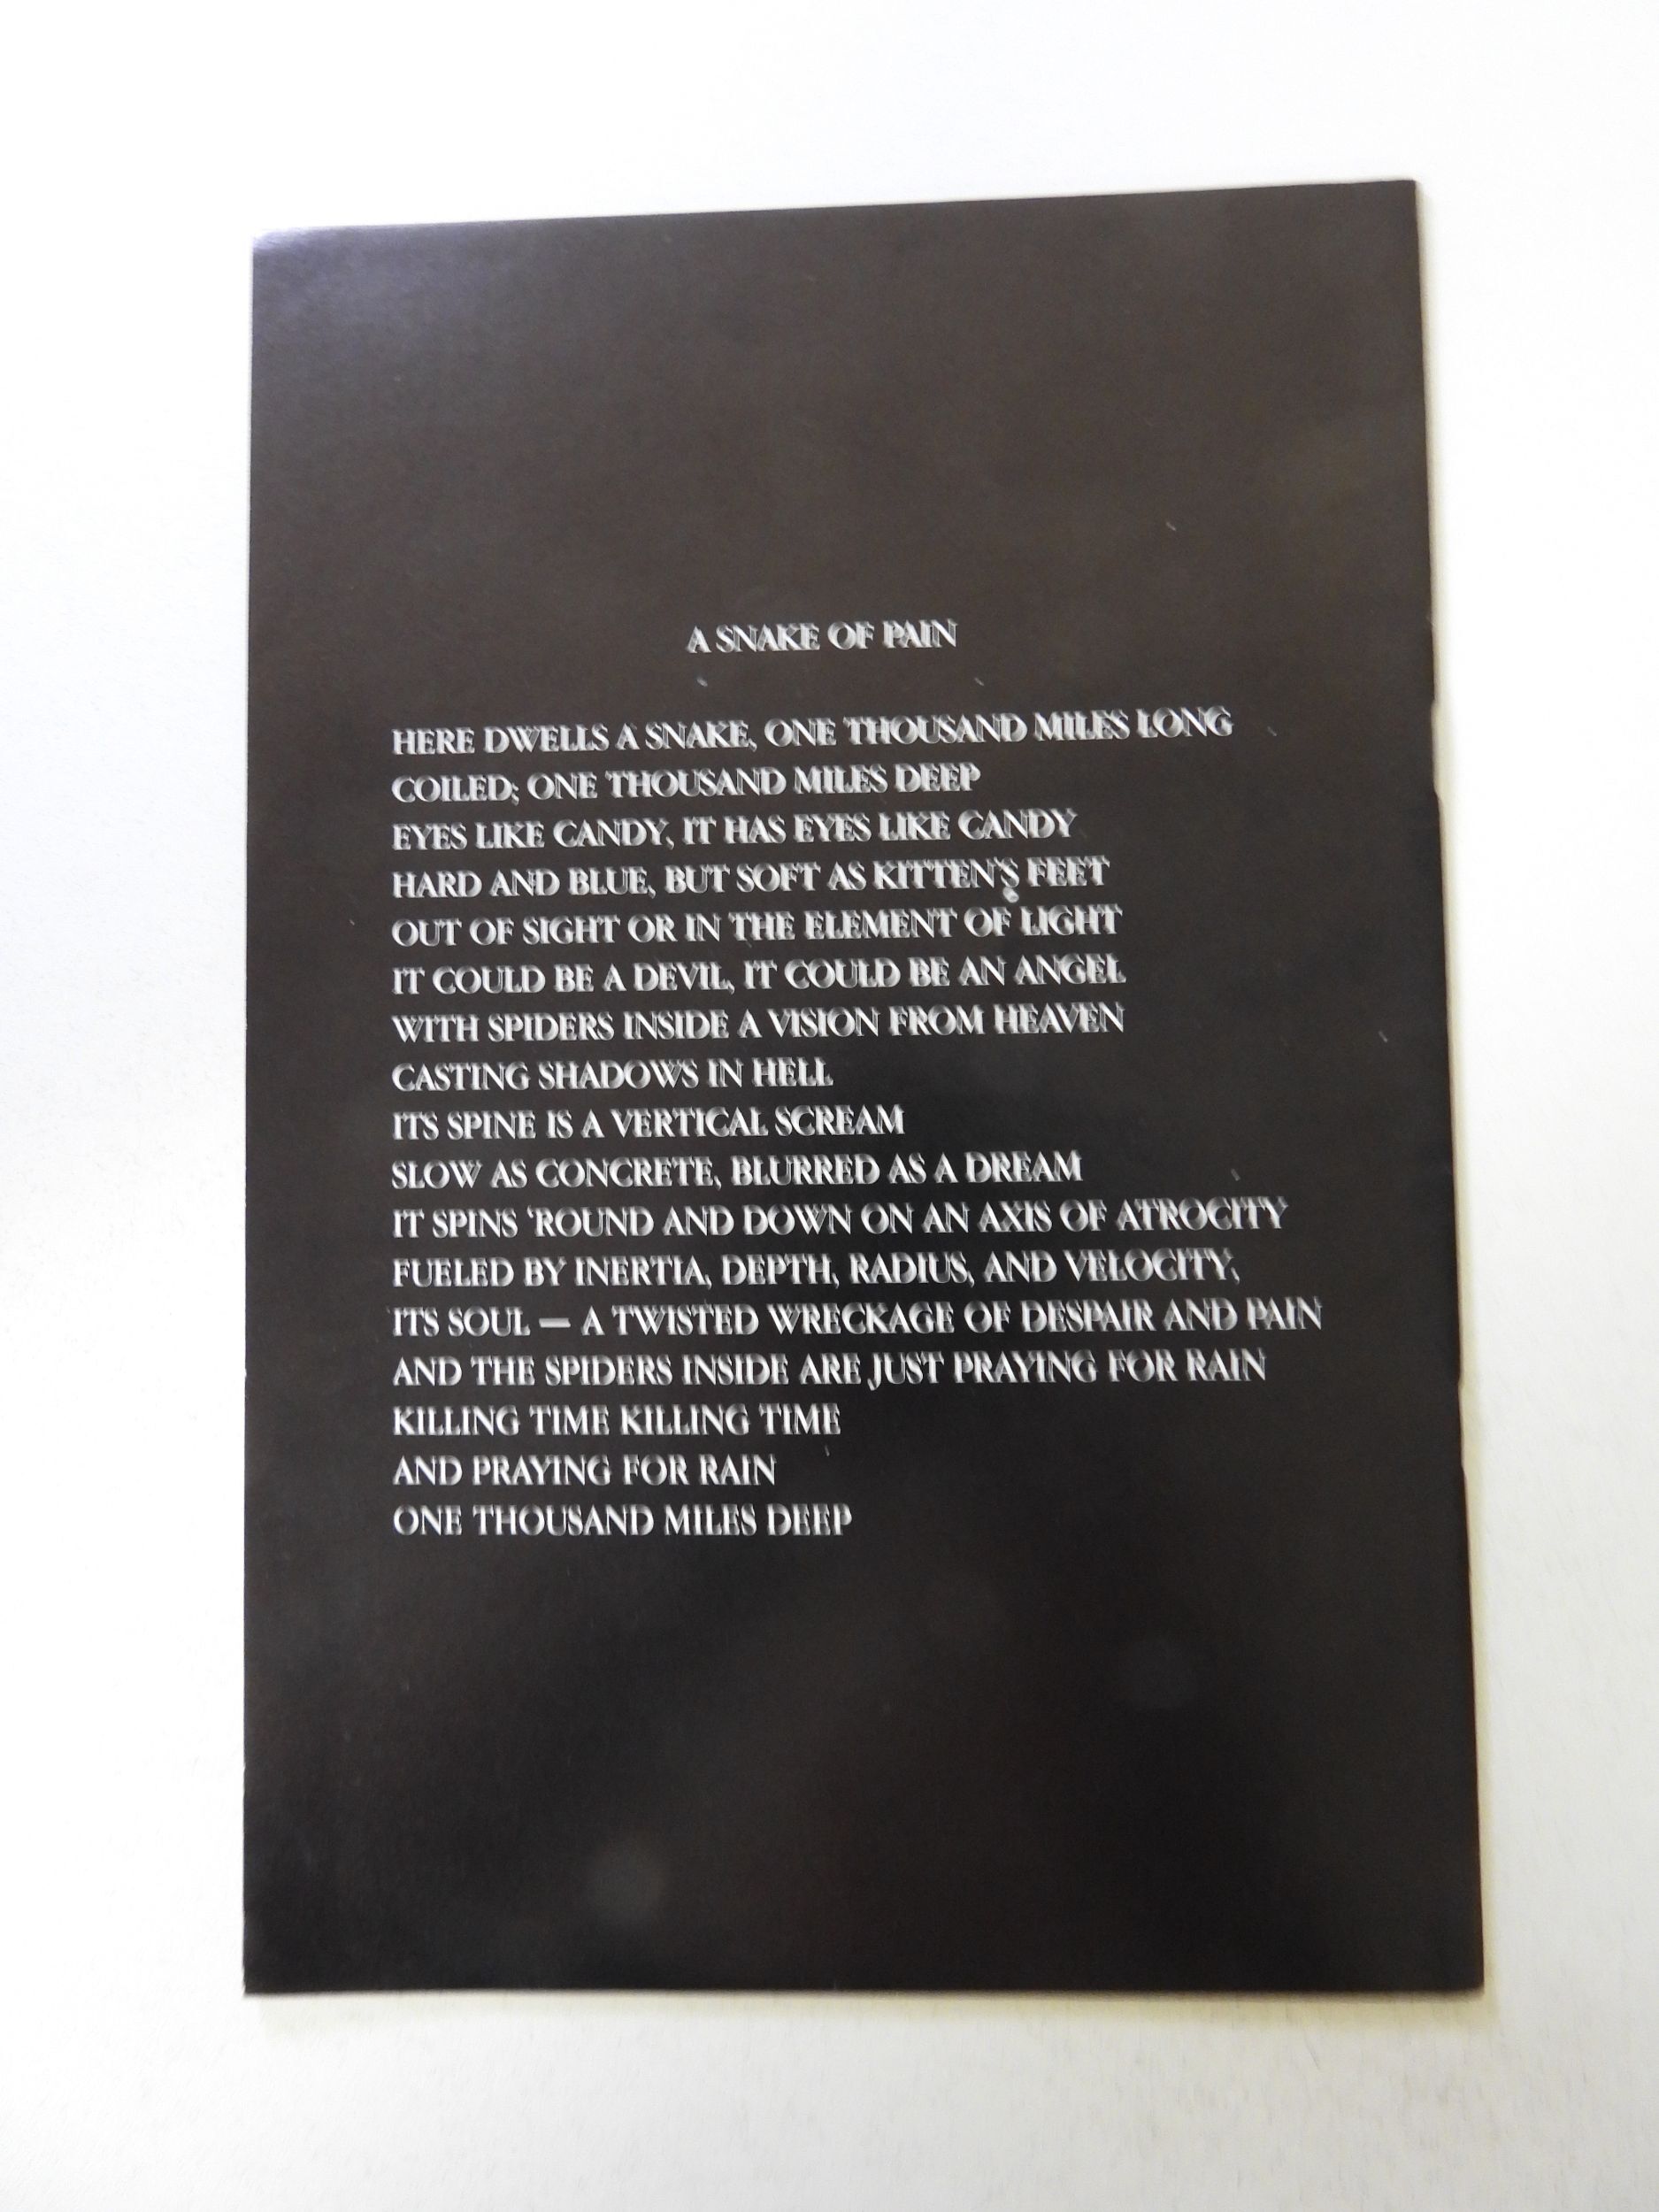 A SNAKE OF PAIN
HERE DWELLS A SNAKE, ONE THOUSAND MILES LONG
COILED; ONE THOUSAND MILES DEEP
EYES LIKE CANDY, IT HAS EYES LIKE CANDY
HARD AND BLUE, BUT SOFT AS KITTEN'S FEET
OUT OF SIGHT OR IN THE ELEMENT OF LIGHT
IT COULD BE A DEVIL, IT COULD BE AN ANGEL
WITH SPIDERS INSIDE A VISION FROM HEAVEN
CASTING SHADOWS IN HELL
ITS SPINE IS A VERTICAL SCREAM
SLOW AS CONCRETE, BLURRED AS A DREAM
IT SPINS ‘ROUND AND DOWN ON AN AXIS OF ATROCITY
FUELED BY INERTIA, DEPTH, RADIUS, AND VELOCITY,
ITS SOUL — A TWISTED WRECKAGE OF DESPAIR AND PAIN
AND THE SPIDERS INSIDE ARE JUST PRAYING FOR RAIN
KILLING TIME KILLING TIME
AND PRAYING FOR RAIN
ONE THOUSAND MILES DEEP